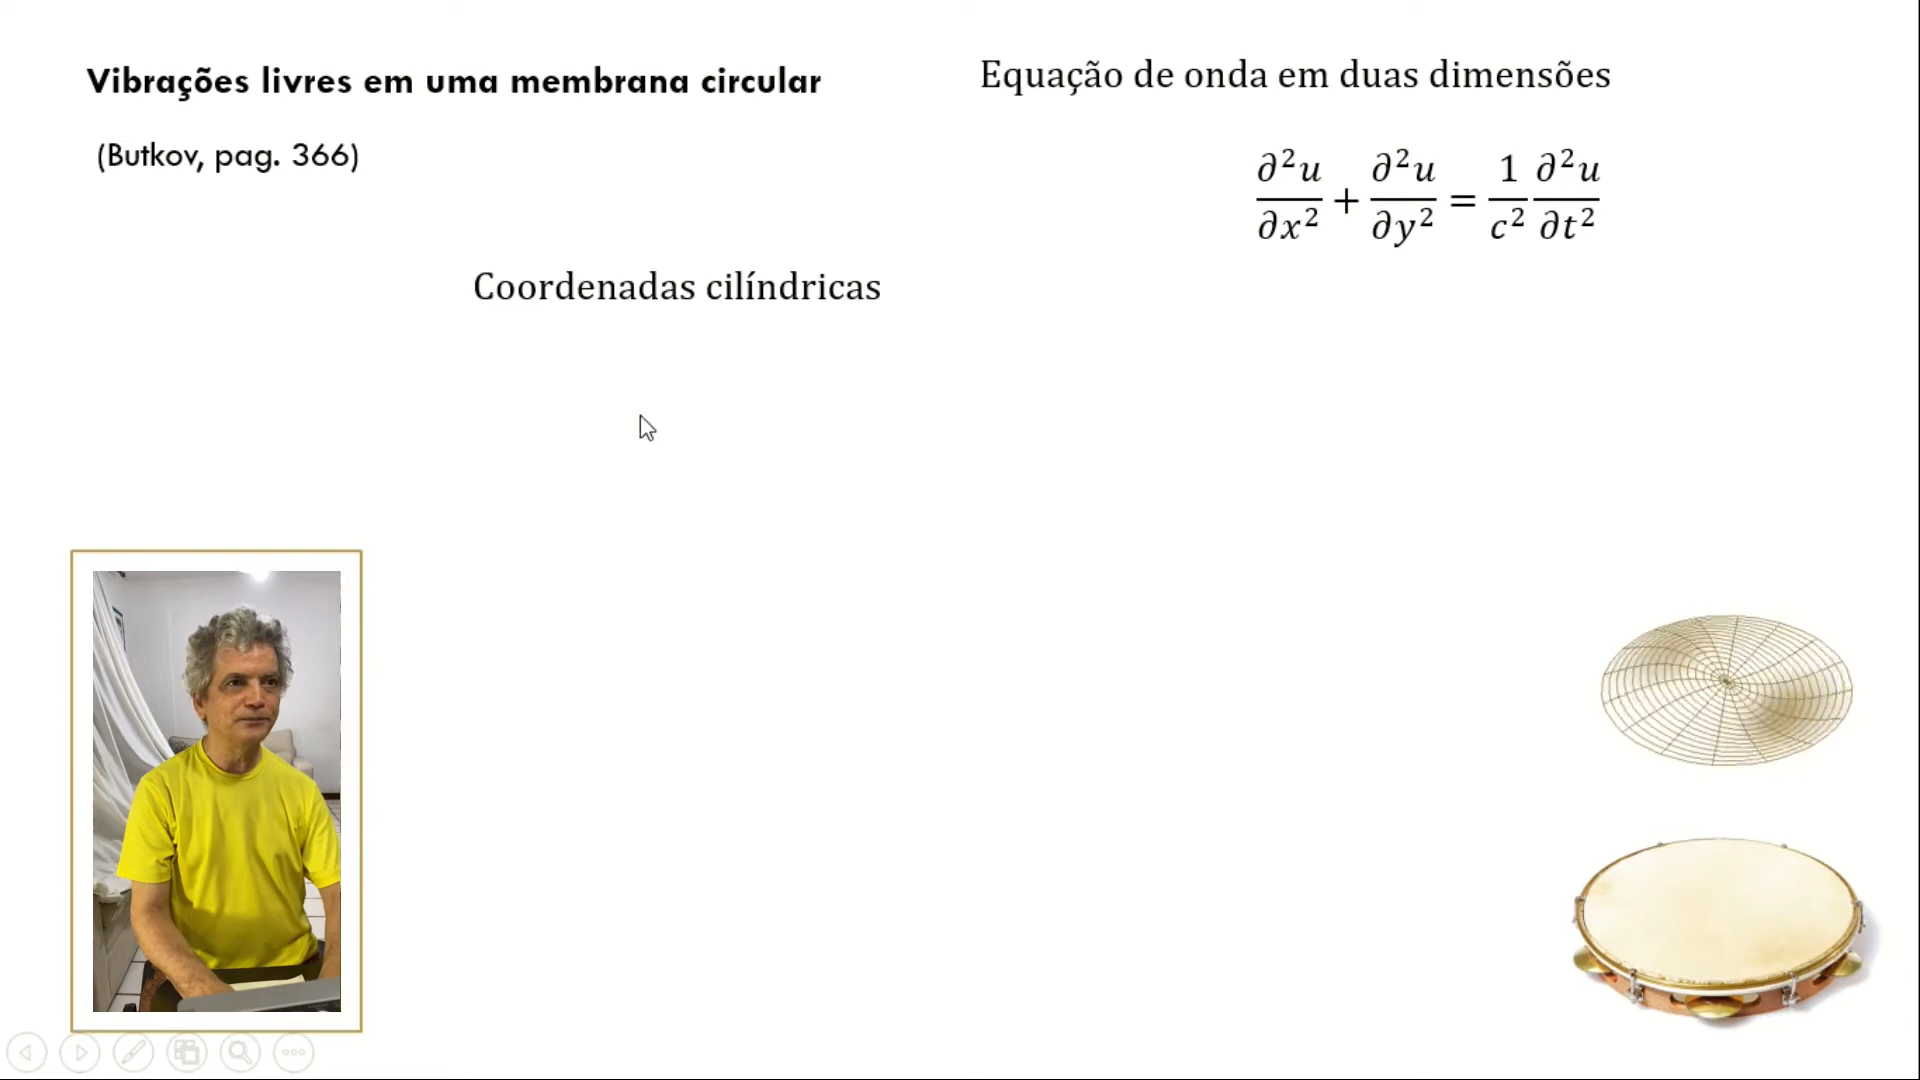 Vibrações livres em uma membrana circular
(Butkov, pag. 366)
Equação de onda em duas dimensões
∂²u/∂x² + ∂²u/∂y² = 1/c² ∂²u/∂t²
Coordenadas cilíndricas